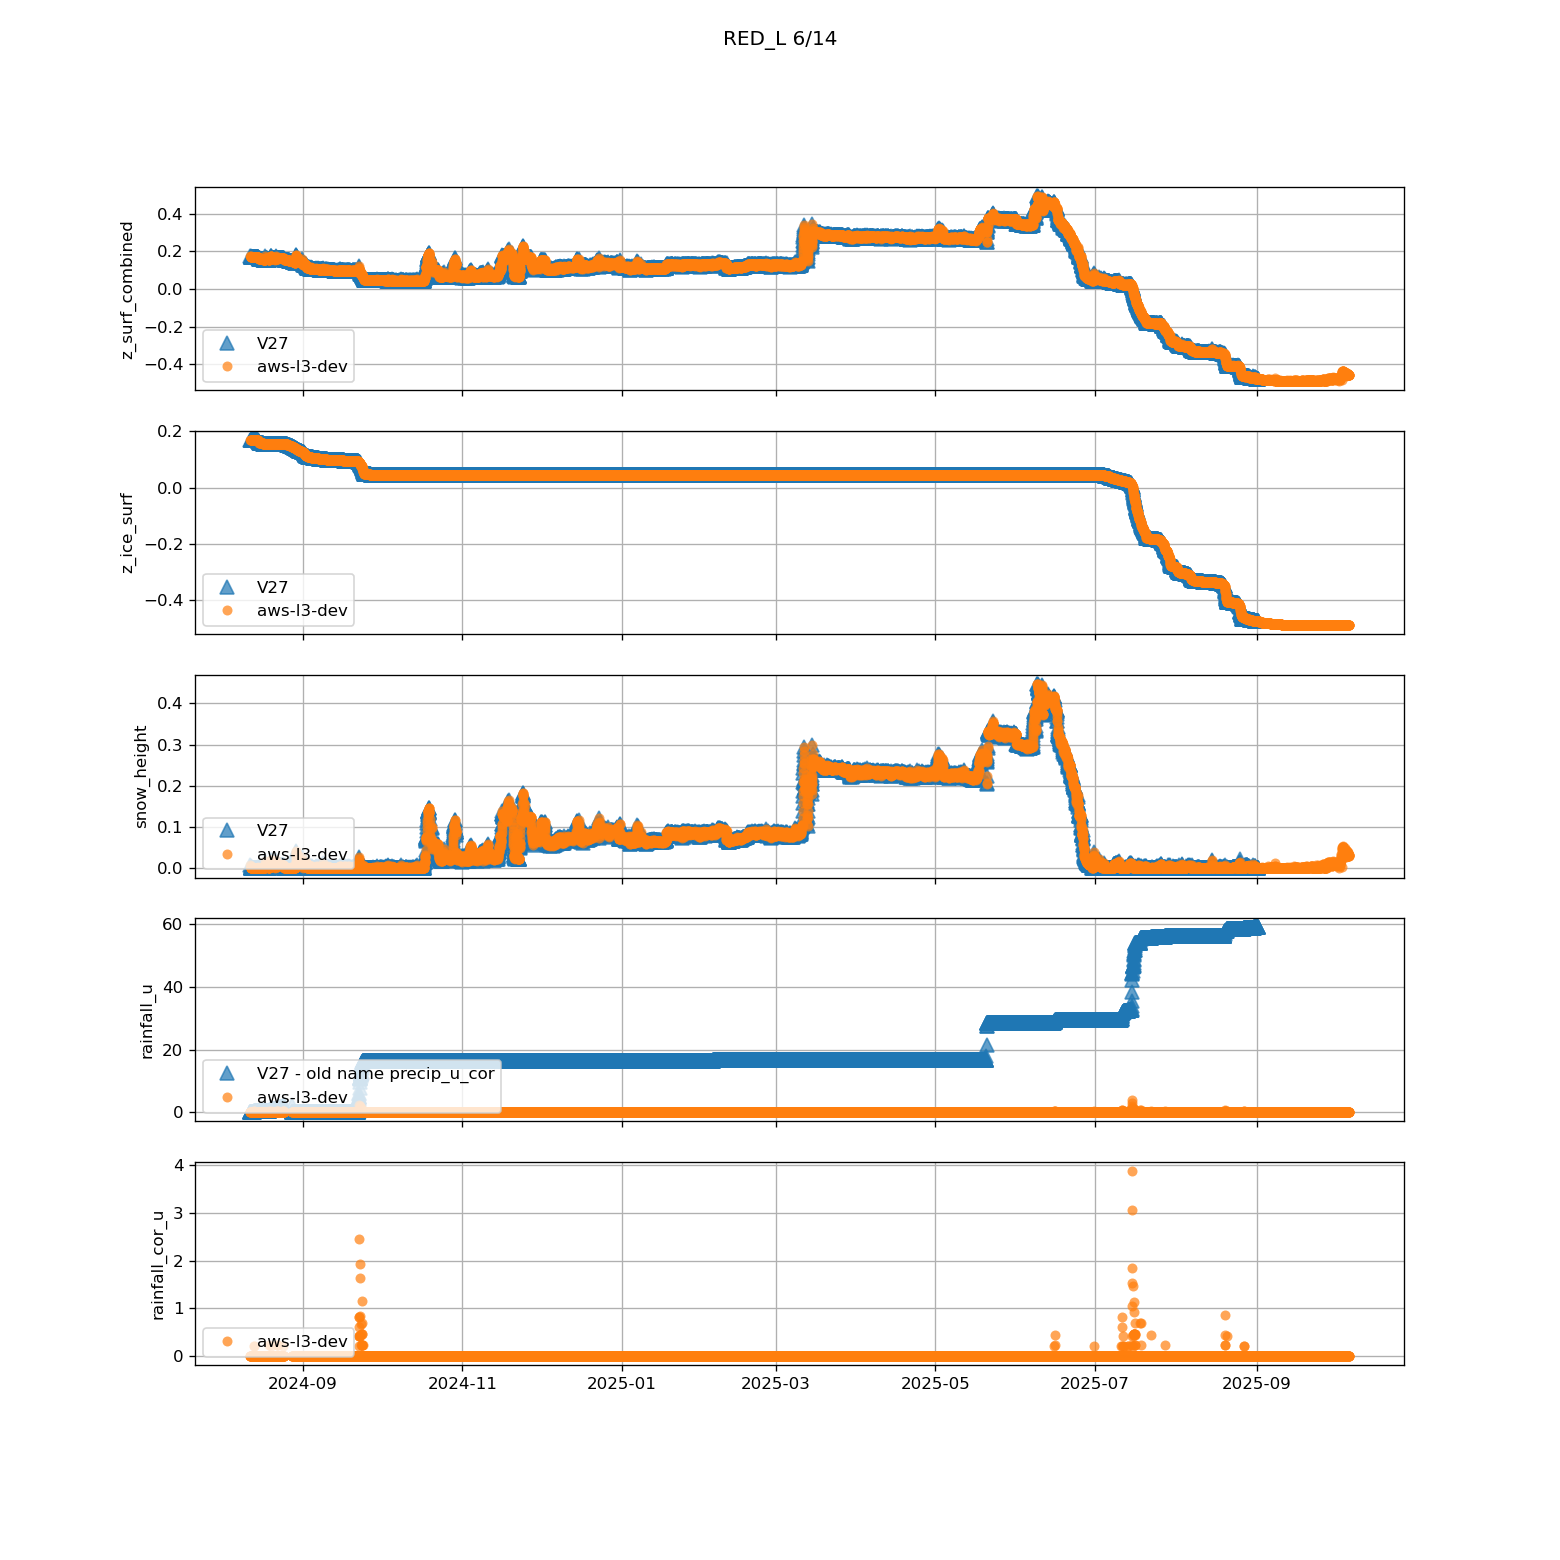 RED_L 6/14
z_surf_combined
0.4
0.2
0.0
−0.2
−0.4
V27
aws-l3-dev
z_ice_surf
0.2
0.0
−0.2
−0.4
V27
aws-l3-dev
snow_height
0.4
0.3
0.2
0.1
0.0
V27
aws-l3-dev
rainfall_u
60
40
20
0
V27 - old name precip_u_cor
aws-l3-dev
rainfall_cor_u
4
3
2
1
0
aws-l3-dev
2024-09 2024-11 2025-01 2025-03 2025-05 2025-07 2025-09